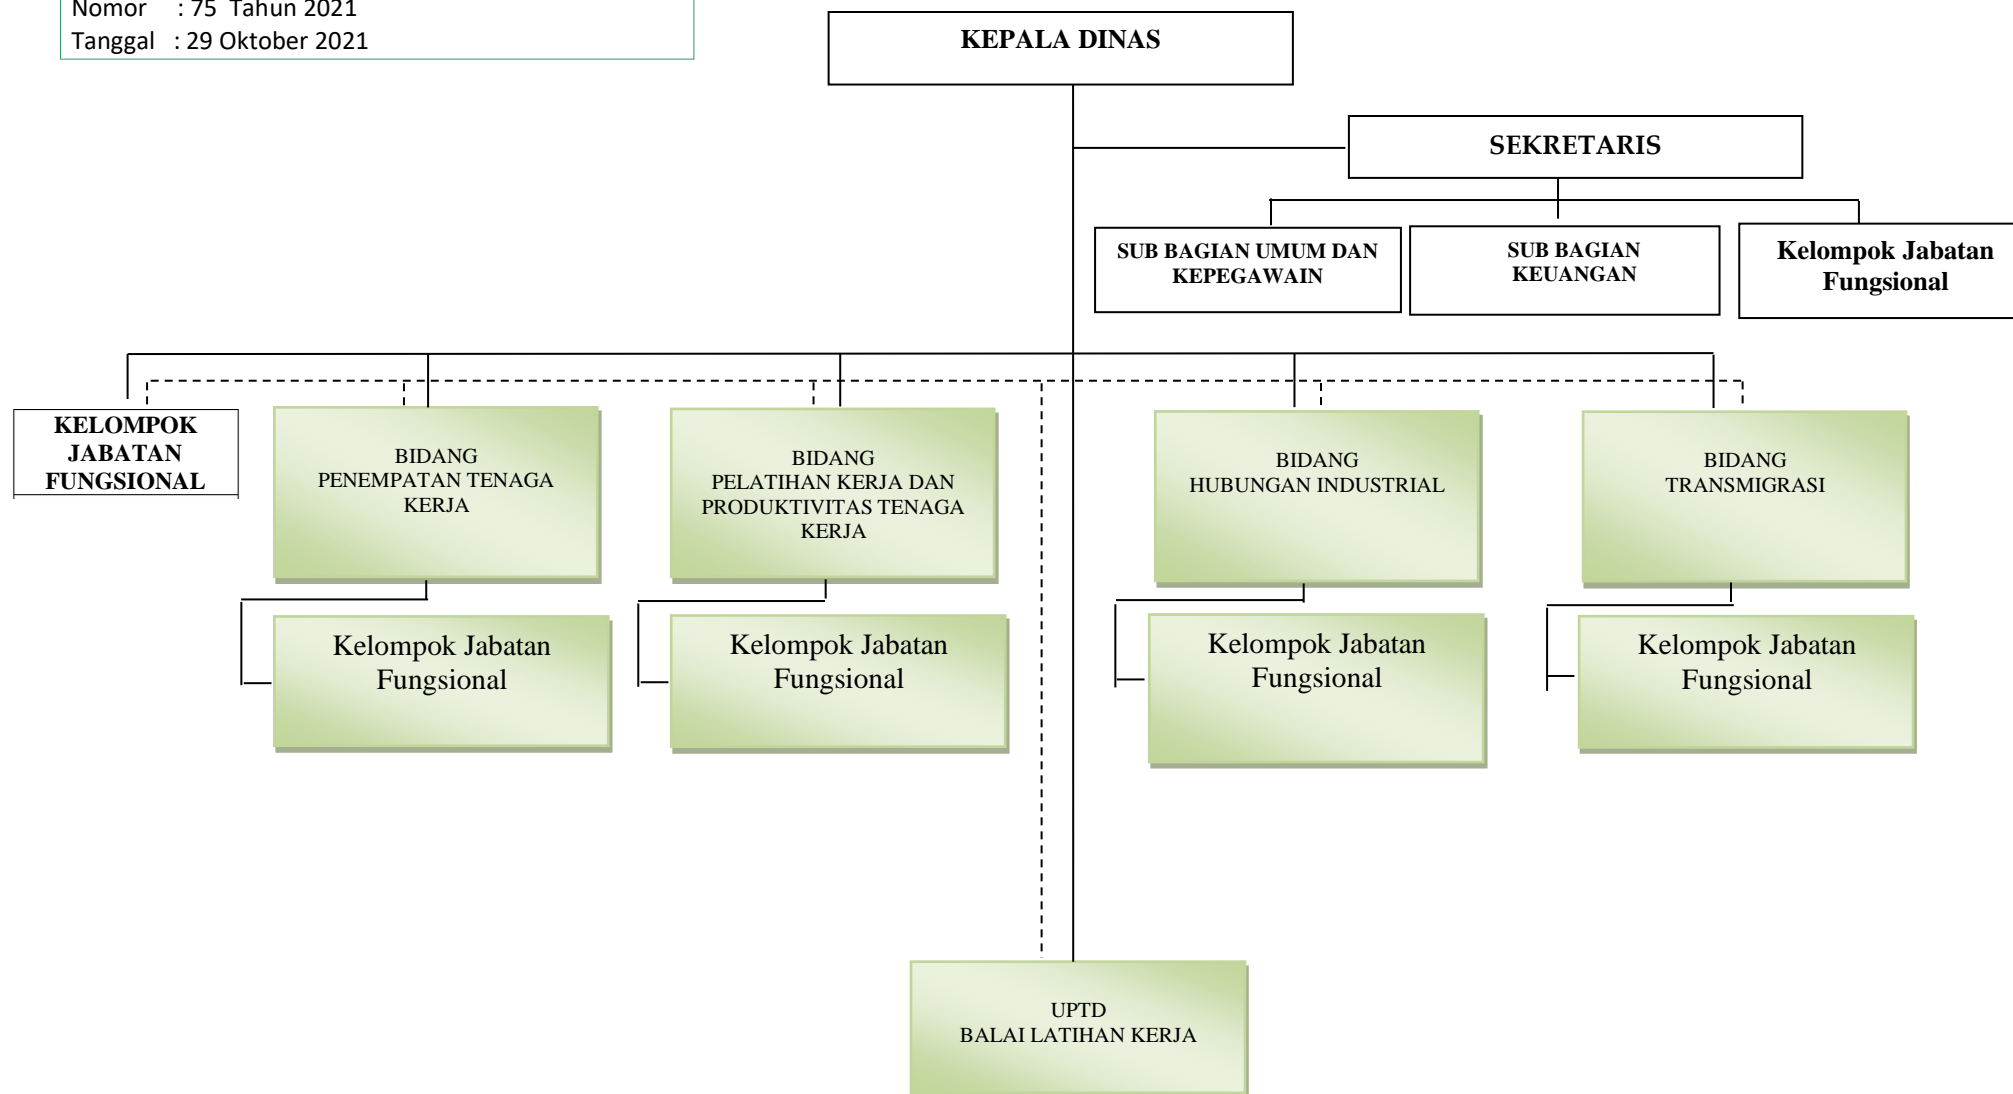 Nomor : 75 Tahun 2021
Tanggal : 29 Oktober 2021
KEPALA DINAS
SEKRETARIS
SUB BAGIAN UMUM DAN
KEPEGAWAIN
SUB BAGIAN
KEUANGAN
Kelompok Jabatan
Fungsional
KELOMPOK
JABATAN
FUNGSIONAL
BIDANG
PENEMPATAN TENAGA
KERJA
BIDANG
PELATIHAN KERJA DAN
PRODUKTIVITAS TENAGA
KERJA
BIDANG
HUBUNGAN INDUSTRIAL
BIDANG
TRANSMIGRASI
Kelompok Jabatan
Fungsional
Kelompok Jabatan
Fungsional
Kelompok Jabatan
Fungsional
Kelompok Jabatan
Fungsional
UPTD
BALAI LATIHAN KERJA